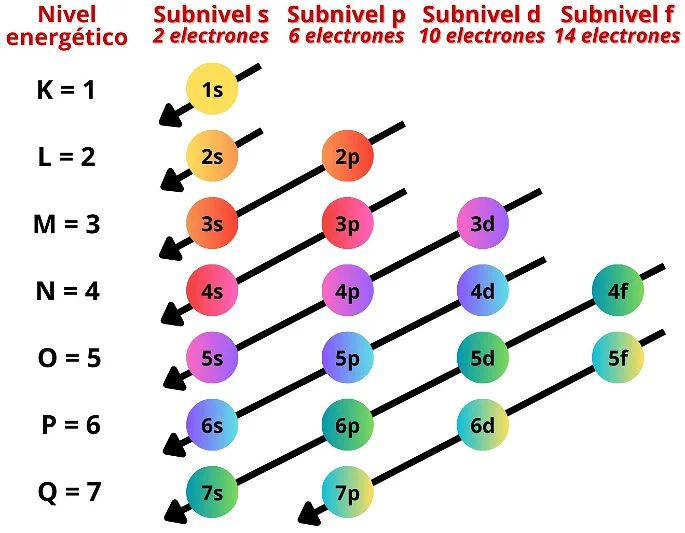 Nivel energético
Subnivel s
2 electrones
Subnivel p
6 electrones
Subnivel d
10 electrones
Subnivel f
14 electrones
K = 1
1s
L = 2
2s
2p
M = 3
3s
3p
3d
N = 4
4s
4p
4d
4f
O = 5
5s
5p
5d
5f
P = 6
6s
6p
6d
Q = 7
7s
7p